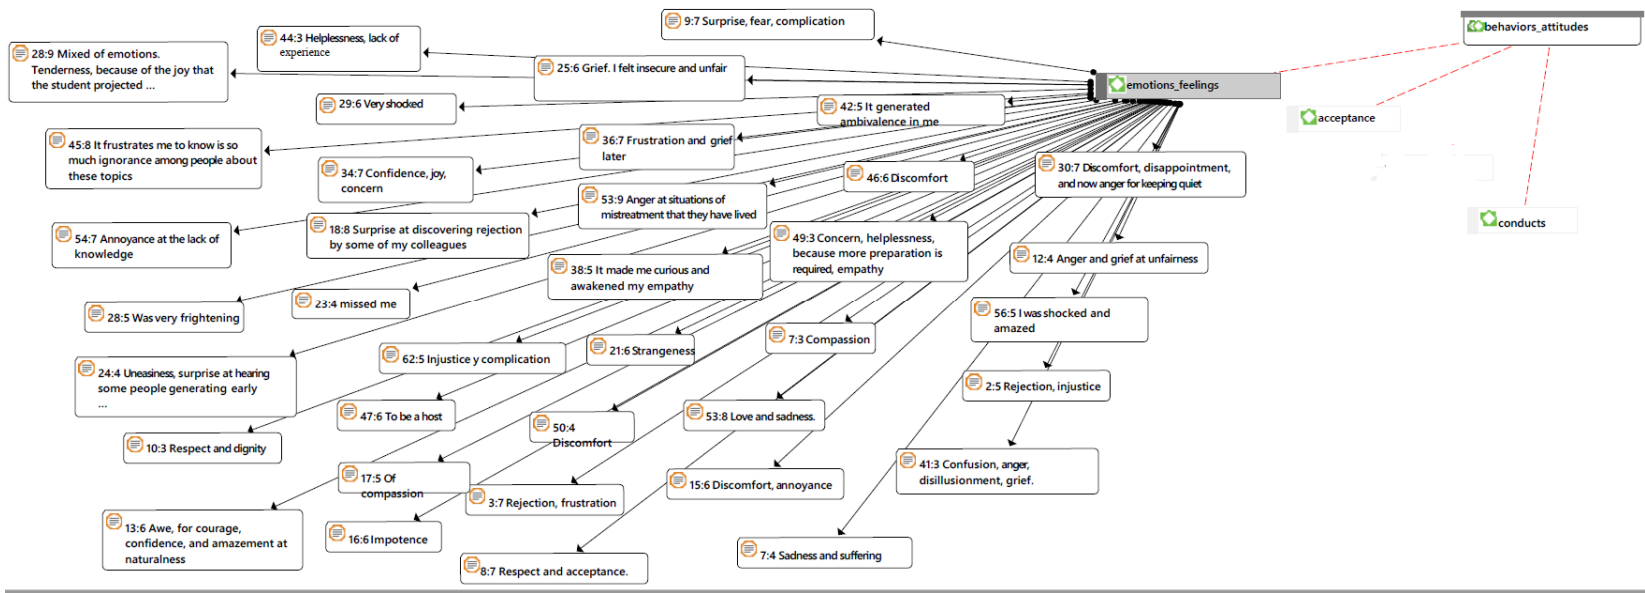 9:7 Surprise, fear, complication
behaviors_attitudes
44:3 Helplessness, lack of
experience
28:9 Mixed of emotions.
Tenderness, because of the joy that
the student projected ...
25:6 Grief. I felt insecure and unfair
emotions_feelings
29:6 Very shocked
42:5 It generated
ambivalence in me
acceptance
36:7 Frustration and grief
later
45:8 It frustrates me to know is so
much ignorance among people about
these topics
34:7 Confidence, joy,
concern
46:6 Discomfort
30:7 Discomfort, disappointment,
and now anger for keeping quiet
53:9 Anger at situations of
mistreatment that they have lived
18:8 Surprise at discovering rejection
by some of my colleagues
conducts
54:7 Annoyance at the lack of
knowledge
49:3 Concern, helplessness,
because more preparation is
required, empathy
12:4 Anger and grief at unfairness
38:5 It made me curious and
awakened my empathy
23:4 missed me
28:5 Was very frightening
56:5 I was shocked and
amazed
7:3 Compassion
21:6 Strangeness
62:5 Injustice y complication
24:4 Uneasiness, surprise at hearing
some people generating early
...
2:5 Rejection, injustice
47:6 To be a host
53:8 Love and sadness.
50:4
Discomfort
10:3 Respect and dignity
41:3 Confusion, anger,
disillusionment, grief.
17:5 Of
compassion
15:6 Discomfort, annoyance
3:7 Rejection, frustration
13:6 Awe, for courage,
confidence, and amazement at
naturalness
16:6 Impotence
7:4 Sadness and suffering
8:7 Respect and acceptance.